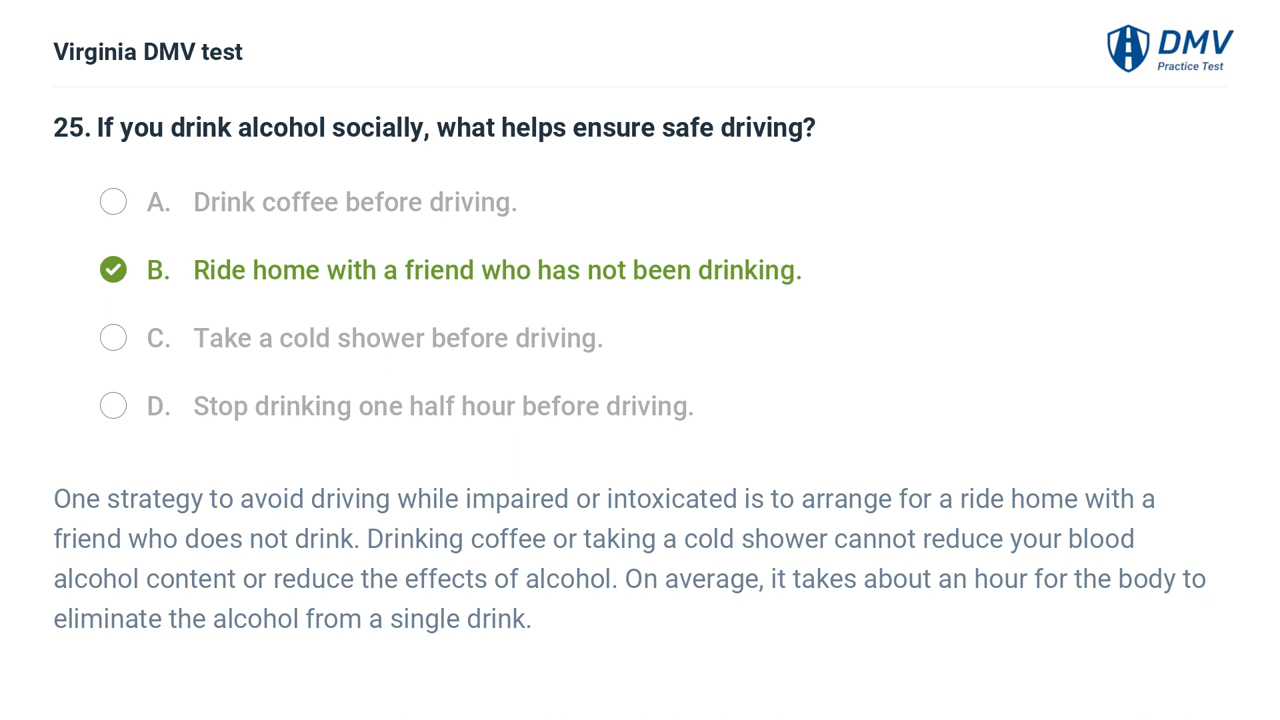 Virginia DMV test
DMV
Practice Test
25. If you drink alcohol socially, what helps ensure safe driving?
A. Drink coffee before driving.
B. Ride home with a friend who has not been drinking.
C. Take a cold shower before driving.
D. Stop drinking one half hour before driving.
One strategy to avoid driving while impaired or intoxicated is to arrange for a ride home with a
friend who does not drink. Drinking coffee or taking a cold shower cannot reduce your blood
alcohol content or reduce the effects of alcohol. On average, it takes about an hour for the body to
eliminate the alcohol from a single drink.